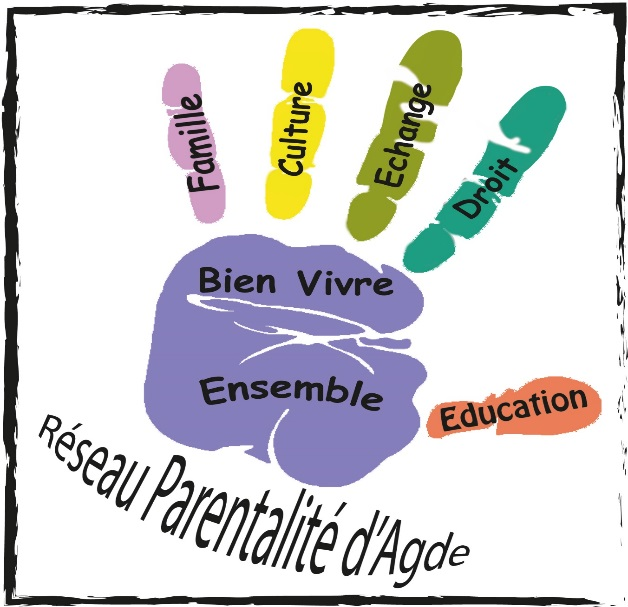 Famille
Culture
Echange
Droit
Bien Vivre
Ensemble
Education
Réseau Parentalité d'Agde